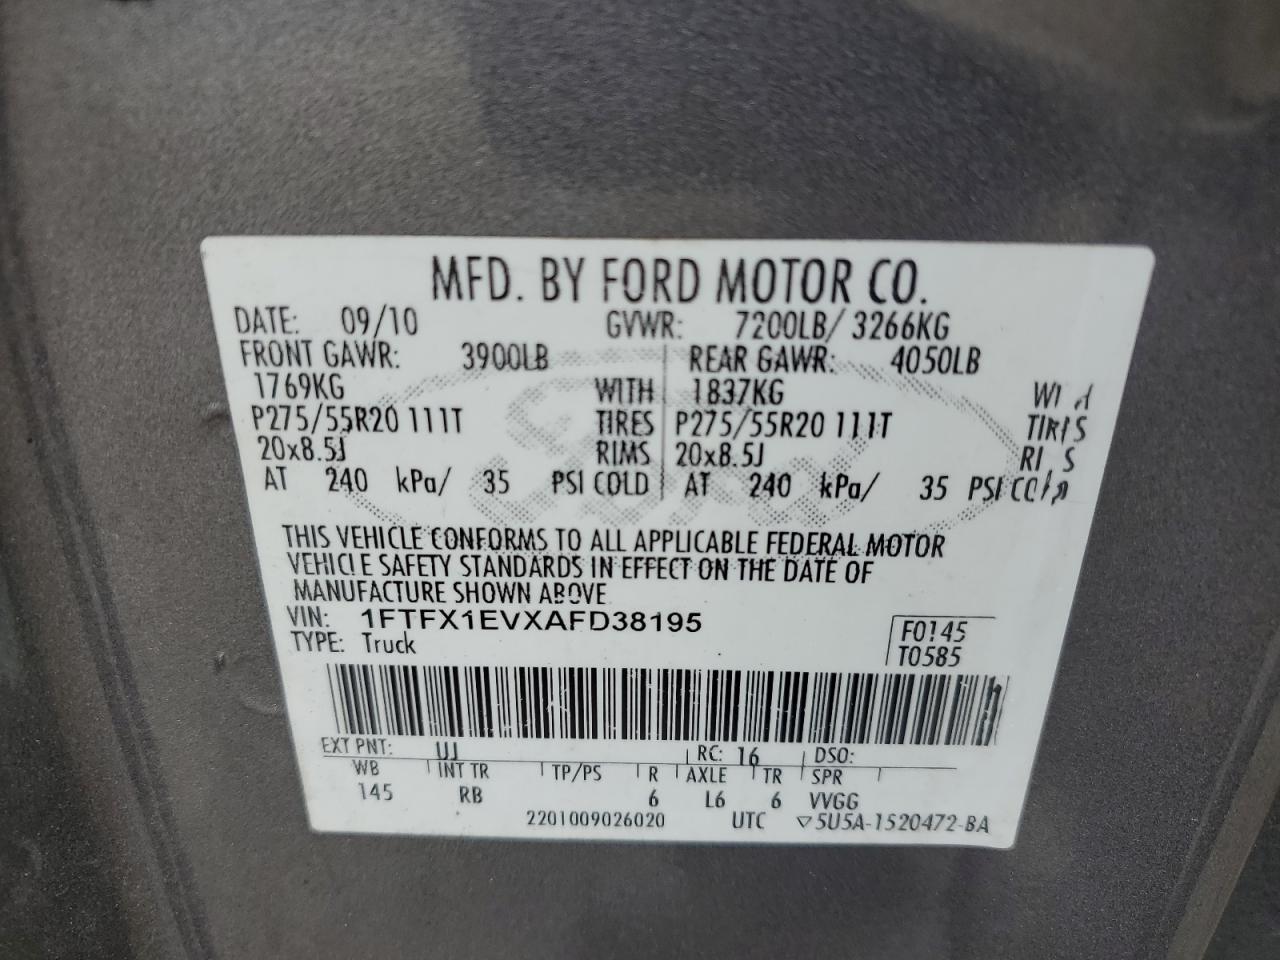 MFD. BY FORD MOTOR CO.
DATE: 09/10 GVWR: 7200LB/ 3266KG
FRONT GAWR: 3900LB REAR GAWR: 4050LB
1769KG WITH 1837KG
P275/55R20 111T TIRES P275/55R20 111T TIRES
20x8.5J RIMS 20x8.5J
AT 240 kPa/ 35 PSI COLD AT 240 kPa/ 35 PSI
Ford
THIS VEHICLE CONFORMS TO ALL APPLICABLE FEDERAL MOTOR
VEHICLE SAFETY STANDARDS IN EFFECT ON THE DATE OF
MANUFACTURE SHOWN ABOVE
VIN: 1FTFX1EVXAFD38195
TYPE: Truck
F0145
T0585
EXT PNT: UJ RC: 16 DSO:
WB INT TR TP/PS R AXLE TR SPR
145 RB 6 L6 6 VVGG
2201009026020 UTC ▽5U5A-1520472-BA